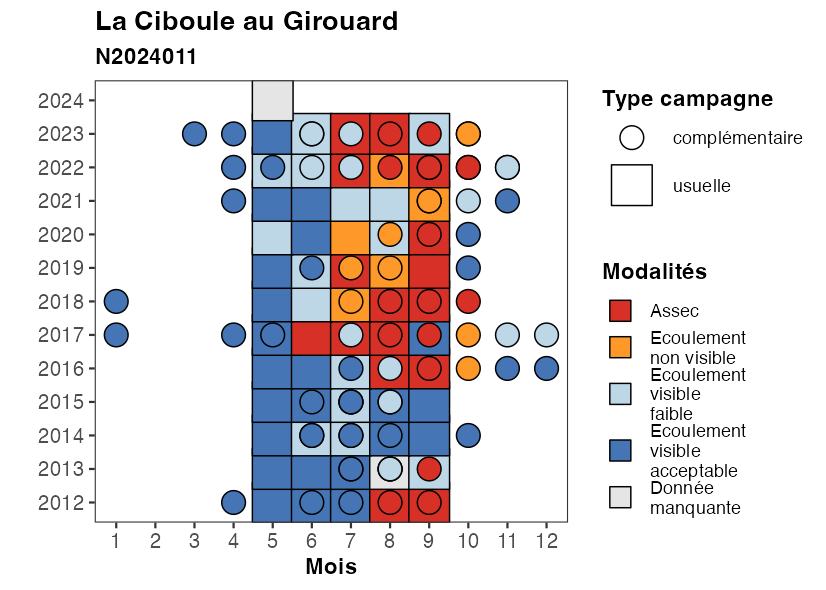 La Ciboule au Girouard
N2024011
2024
2023
2022
2021
2020
2019
2018
2017
2016
2015
2014
2013
2012
1 2 3 4 5 6 7 8 9 10 11 12
Mois
Type campagne
complémentaire
usuelle
Modalités
Assec
Ecoulement
non visible
Ecoulement
visible
faible
Ecoulement
visible
acceptable
Donnée
manquante